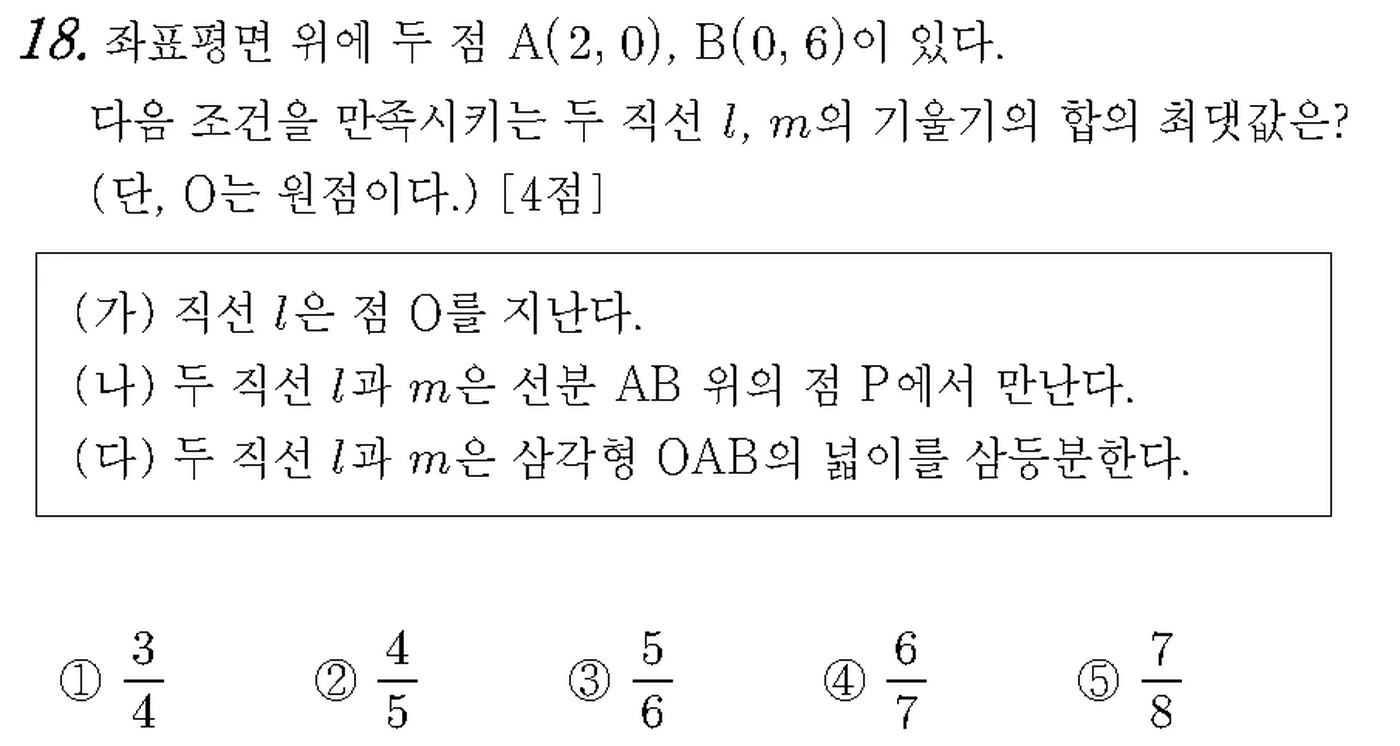 18. 좌표평면 위에 두 점 A(2, 0), B(0, 6)이 있다.
다음 조건을 만족시키는 두 직선 l, m의 기울기의 합의 최댓값은?
(단, O는 원점이다.) [4점]
(가) 직선 l은 점 O를 지난다.
(나) 두 직선 l과 m은 선분 AB 위의 점 P에서 만난다.
(다) 두 직선 l과 m은 삼각형 OAB의 넓이를 삼등분한다.
① 3/4 ② 4/5 ③ 5/6 ④ 6/7 ⑤ 7/8